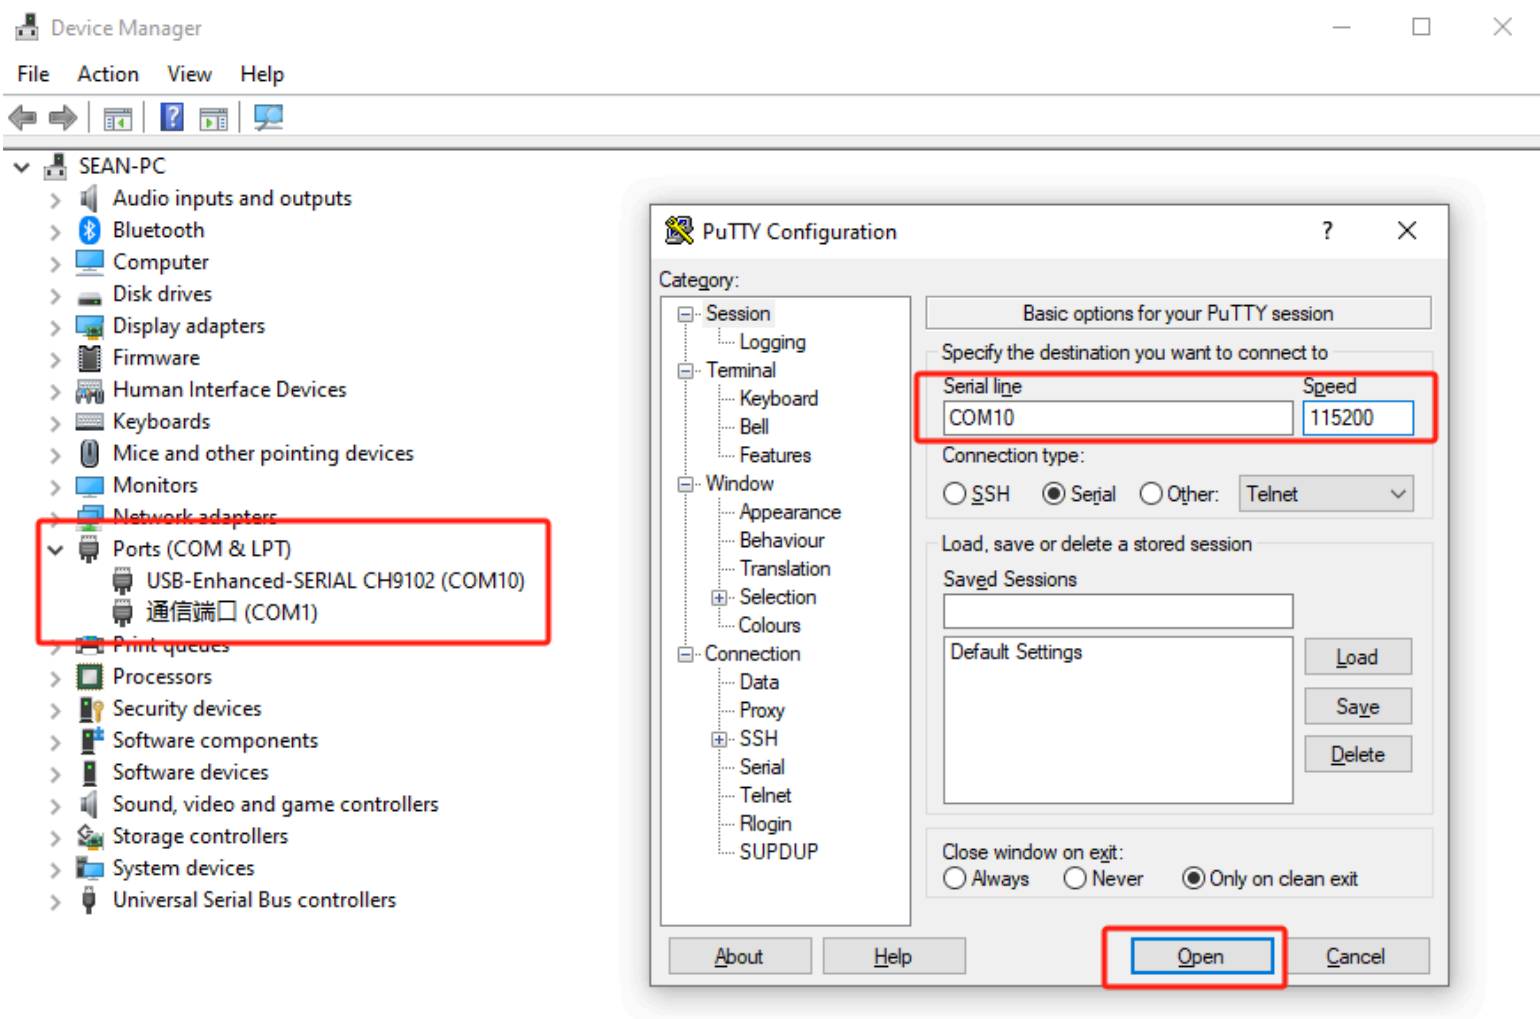 Device Manager
File Action View Help
SEAN-PC
Audio inputs and outputs
Bluetooth
Computer
Disk drives
Display adapters
Firmware
Human Interface Devices
Keyboards
Mice and other pointing devices
Monitors
Network adapters
Ports (COM & LPT)
USB-Enhanced-SERIAL CH9102 (COM10)
通信端口 (COM1)
Print queues
Processors
Security devices
Software components
Software devices
Sound, video and game controllers
Storage controllers
System devices
Universal Serial Bus controllers
PuTTY Configuration ?
Category:
Session
Logging
Terminal
Keyboard
Bell
Features
Window
Appearance
Behaviour
Translation
Selection
Colours
Connection
Data
Proxy
SSH
Serial
Telnet
Rlogin
SUPDUP
Basic options for your PuTTY session
Specify the destination you want to connect to
Serial line Speed
COM10 115200
Connection type:
SSH Serial Other: Telnet
Load, save or delete a stored session
Saved Sessions
Default Settings
Load
Save
Delete
Close window on exit:
Always Never Only on clean exit
About Help Open Cancel